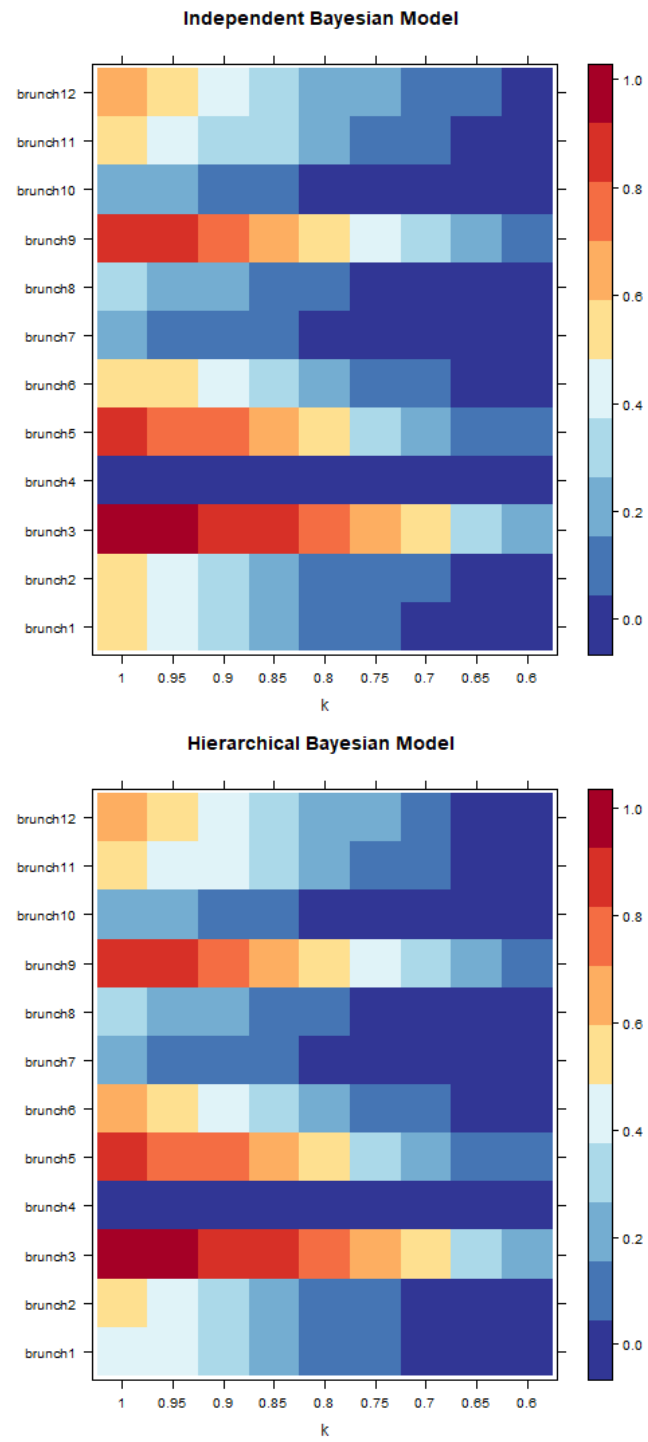 Independent Bayesian Model
brunch12
brunch11
brunch10
brunch9
brunch8
brunch7
brunch6
brunch5
brunch4
brunch3
brunch2
brunch1
1.0
0.8
0.6
0.4
0.2
0.0
1 0.95 0.9 0.85 0.8 0.75 0.7 0.65 0.6
k
Hierarchical Bayesian Model
brunch12
brunch11
brunch10
brunch9
brunch8
brunch7
brunch6
brunch5
brunch4
brunch3
brunch2
brunch1
1.0
0.8
0.6
0.4
0.2
0.0
1 0.95 0.9 0.85 0.8 0.75 0.7 0.65 0.6
k